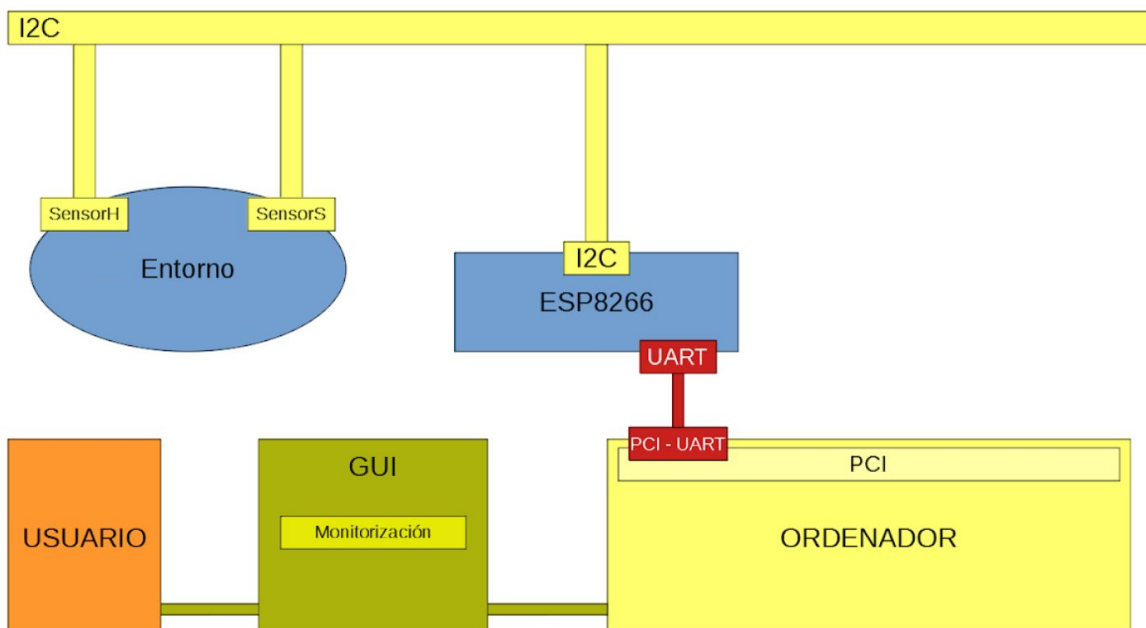 I2C
SensorH
SensorS
Entorno
I2C
ESP8266
UART
PCI - UART
PCI
GUI
Monitorización
USUARIO
ORDENADOR